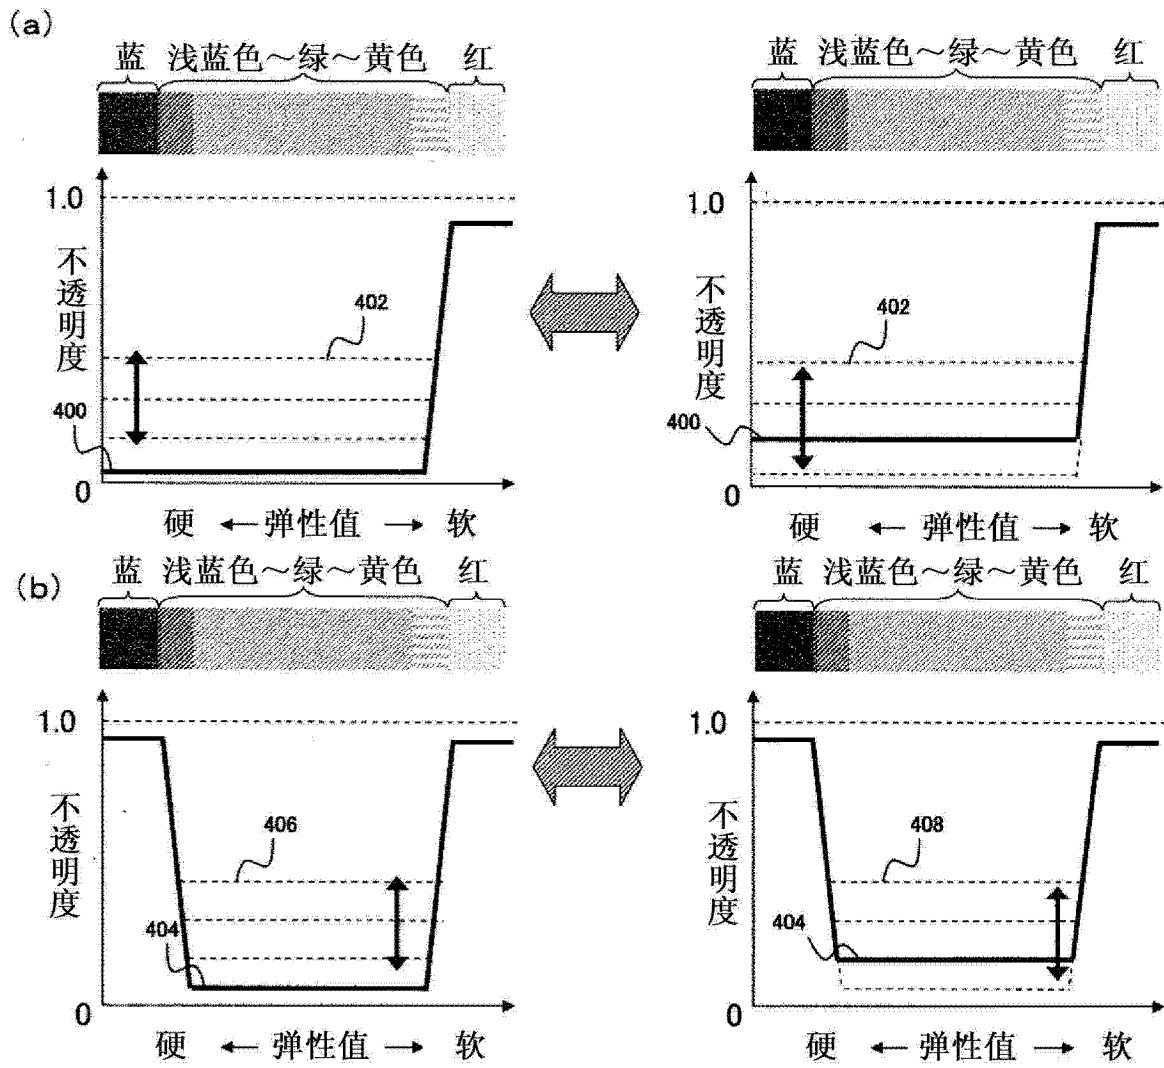 (a)
蓝 浅蓝色～绿～黄色 红
1.0
不透明度
402
400
0
硬 ← 弹性值 → 软
蓝 浅蓝色～绿～黄色 红
1.0
不透明度
402
400
0
硬 ← 弹性值 → 软
(b)
蓝 浅蓝色～绿～黄色 红
1.0
不透明度
406
404
0
硬 ← 弹性值 → 软
蓝 浅蓝色～绿～黄色 红
1.0
不透明度
408
404
0
硬 ← 弹性值 → 软